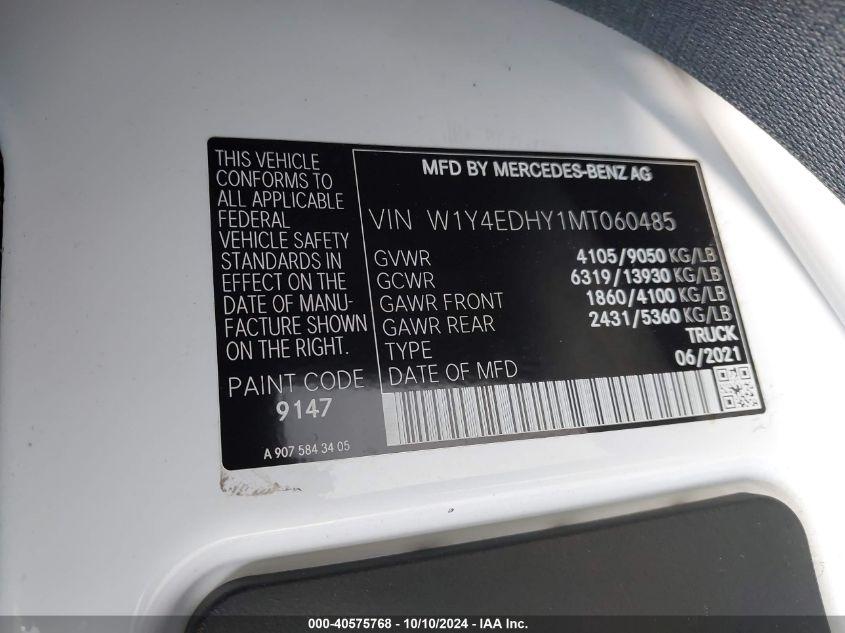 THIS VEHICLE
CONFORMS TO
ALL APPLICABLE
FEDERAL
VEHICLE SAFETY
STANDARDS IN
EFFECT ON THE
DATE OF MANU-
FACTURE SHOWN
ON THE RIGHT.
PAINT CODE
9147
A 907 584 34 05
MFD BY MERCEDES-BENZ AG
VIN W1Y4EDHY1MT060485
GVWR 4105/9050 KG/LB
GCWR 6319/13930 KG/LB
GAWR FRONT 1860/4100 KG/LB
GAWR REAR 2431/5360 KG/LB
TYPE TRUCK
DATE OF MFD 06/2021
000-40575768 - 10/10/2024 - IAA Inc.